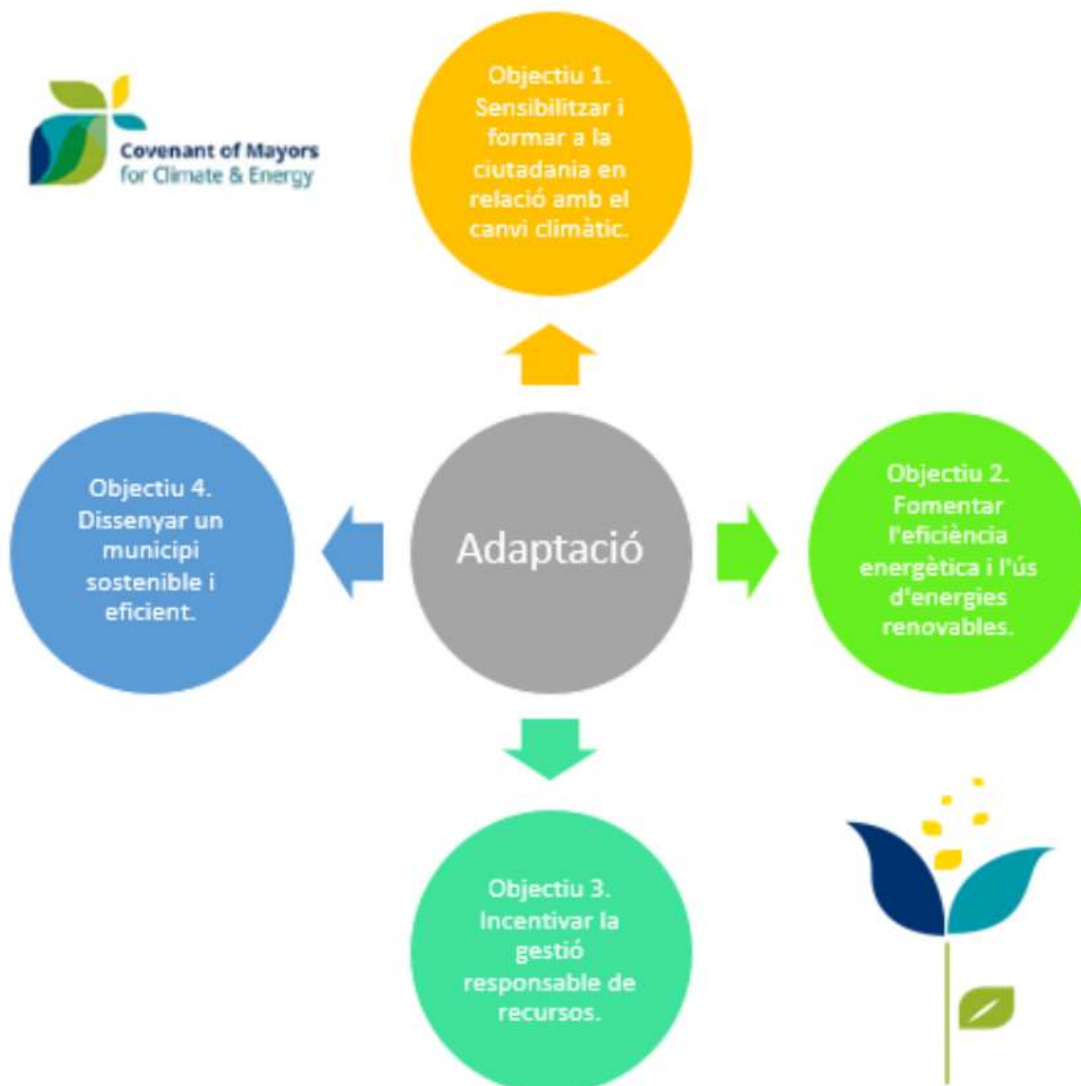 Covenant of Mayors
for Climate & Energy
Objectiu 1.
Sensibilitzar i
formar a la
ciutadania en
relació amb el
canvi climàtic.
Objectiu 4.
Dissenyar un
municipi
sostenible i
eficient.
Adaptació
Objectiu 2.
Fomentar
l'eficiència
energètica i l'ús
d'energies
renovables.
Objectiu 3.
Incentivar la
gestió
responsable de
recursos.